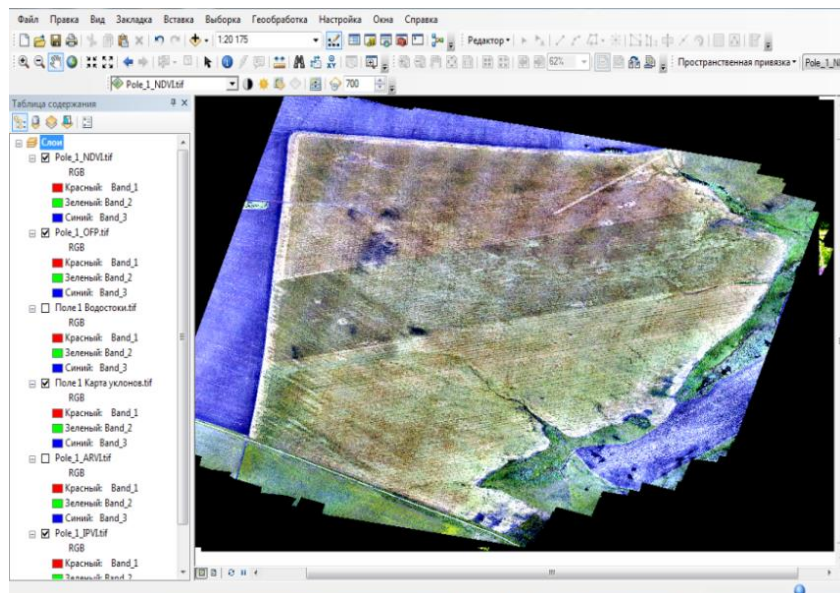 Файл Правка Вид Закладка Вставка Выборка Геообработка Настройка Окна Справка
1:20 175
Редактор
62%
Пространственная привязка
Pole_1_NDVI.tif
700
Таблица содержания
Слои
Pole_1_NDVI.tif
RGB
Красный: Band_1
Зеленый: Band_2
Синий: Band_3
Pole_1_OFP.tif
RGB
Красный: Band_1
Зеленый: Band_2
Синий: Band_3
Поле 1 Водостоки.tif
RGB
Красный: Band_1
Зеленый: Band_2
Синий: Band_3
Поле 1 Карта уклонов.tif
RGB
Красный: Band_1
Зеленый: Band_2
Синий: Band_3
Pole_1_ARVI.tif
RGB
Красный: Band_1
Зеленый: Band_2
Синий: Band_3
Pole_1_IPVI.tif
RGB
Красный: Band_1
Зеленый: Band_2